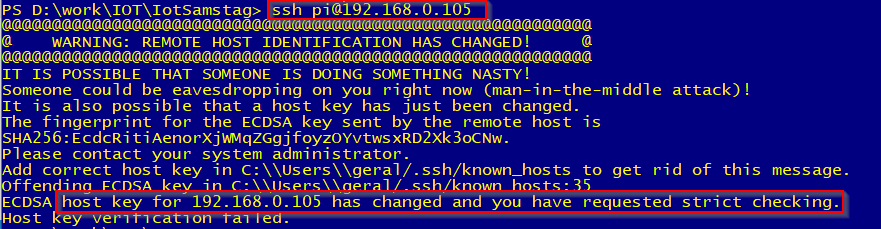 PS D:\work\IOT\IotSamstag> ssh pi@192.168.0.105
@@@@@@@@@@@@@@@@@@@@@@@@@@@@@@@@@@@@@@@@@@@@@@@@@@@@@@@@@@@
@    WARNING: REMOTE HOST IDENTIFICATION HAS CHANGED!     @
@@@@@@@@@@@@@@@@@@@@@@@@@@@@@@@@@@@@@@@@@@@@@@@@@@@@@@@@@@@
IT IS POSSIBLE THAT SOMEONE IS DOING SOMETHING NASTY!
Someone could be eavesdropping on you right now (man-in-the-middle attack)!
It is also possible that a host key has just been changed.
The fingerprint for the ECDSA key sent by the remote host is
SHA256:EcdcRitiAenorXjWMqZGgjfoyzOYvtwsxRD2Xk3oCNw.
Please contact your system administrator.
Add correct host key in C:\\Users\\geral/.ssh/known_hosts to get rid of this message.
Offending ECDSA key in C:\\Users\\geral/.ssh/known_hosts:35
ECDSA host key for 192.168.0.105 has changed and you have requested strict checking.
Host key verification failed.